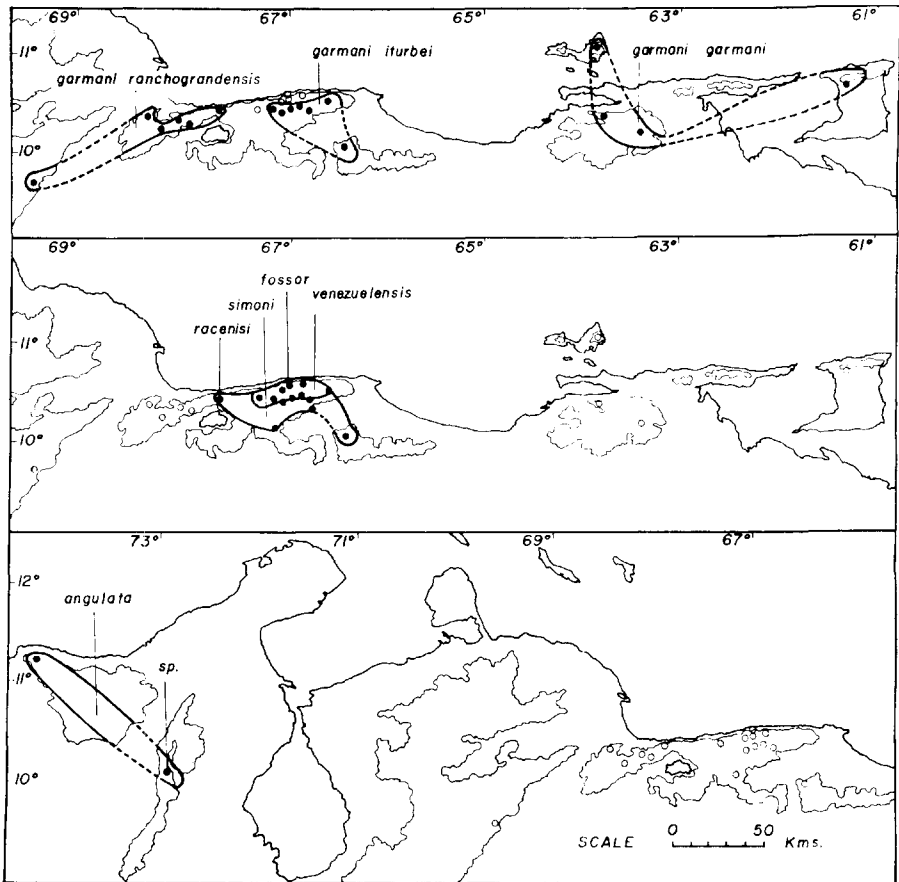 69° 67° 65° 63° 61°
11°
garmani iturbei
garmani garmani
garmani ranchograndensis
10°
69° 67° 65° 63° 61°
fossor
simoni
venezuelensis
racenisi
11°
10°
73° 71° 69° 67°
12°
angulata
sp.
11°
10°
SCALE 0 50 Kms.